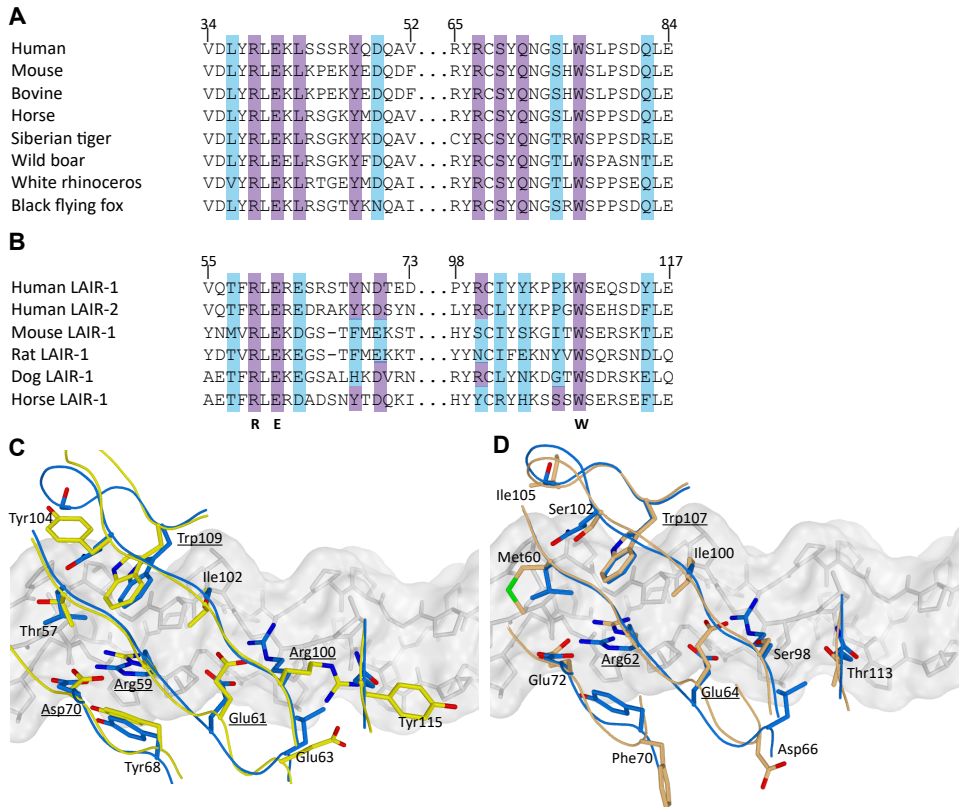 A
34 52 65 84
Human VDLYRLEKLSSSRYQDQAV...RYRCSYQNGSLWSLPSDQLE
Mouse VDLYRLEKLKPEKYEDQDF...RYRCSYQNGSHWSLPSDQLE
Bovine VDLYRLEKLKPEKYEDQDF...RYRCSYQNGSHWSLPSDQLE
Horse VDLYRLEKLRSGKYMDQAV...RYRCSYQNGSLWSPPSDQLE
Siberian tiger VDLYRLEKLRSGKYKDQAV...CYRCSYQNGTRWSPPSDRLE
Wild boar VDLYRLEELRSGKYFDQAV...RYRCSYQNGTLWSPASNTLE
White rhinoceros VDVYRLEKLRTGEYMDQAI...RYRCSYQNGTLWSPPSEQLE
Black flying fox VDLYRLEKLRSGTYKNQAI...RYRCSYQNGSRWSPPSDQLE
B
55 73 98 117
Human LAIR-1 VQTFRLERESRSTYNDTED...PYRCIYYKPPKWSEQSDYLE
Human LAIR-2 VQTFRLEREDRAKYKDSYN...LYRCLYYKPPGWSEHSDFLE
Mouse LAIR-1 YNMVRLEKDGS-TFMEKST...HYSCIYSKGITWSERSKTLE
Rat LAIR-1 YDTVRLEKEGS-TFMEKKT...YYNCIFEKNYVWSQRSNDLQ
Dog LAIR-1 AETFRLEKEGSALHKDVRN...RYRCLYNKDGTWSDRSKELQ
Horse LAIR-1 AETFRLERDADSNYTDQKI...HYYCRYHKSSSWSERSEFLE
R E W
C
Tyr104
Trp109
Ile102
Thr57
Arg100
Arg59
Asp70
Glu61
Tyr115
Tyr68
Glu63
D
Ile105
Ser102
Trp107
Met60
Ile100
Ser98
Arg62
Thr113
Glu72
Glu64
Asp66
Phe70